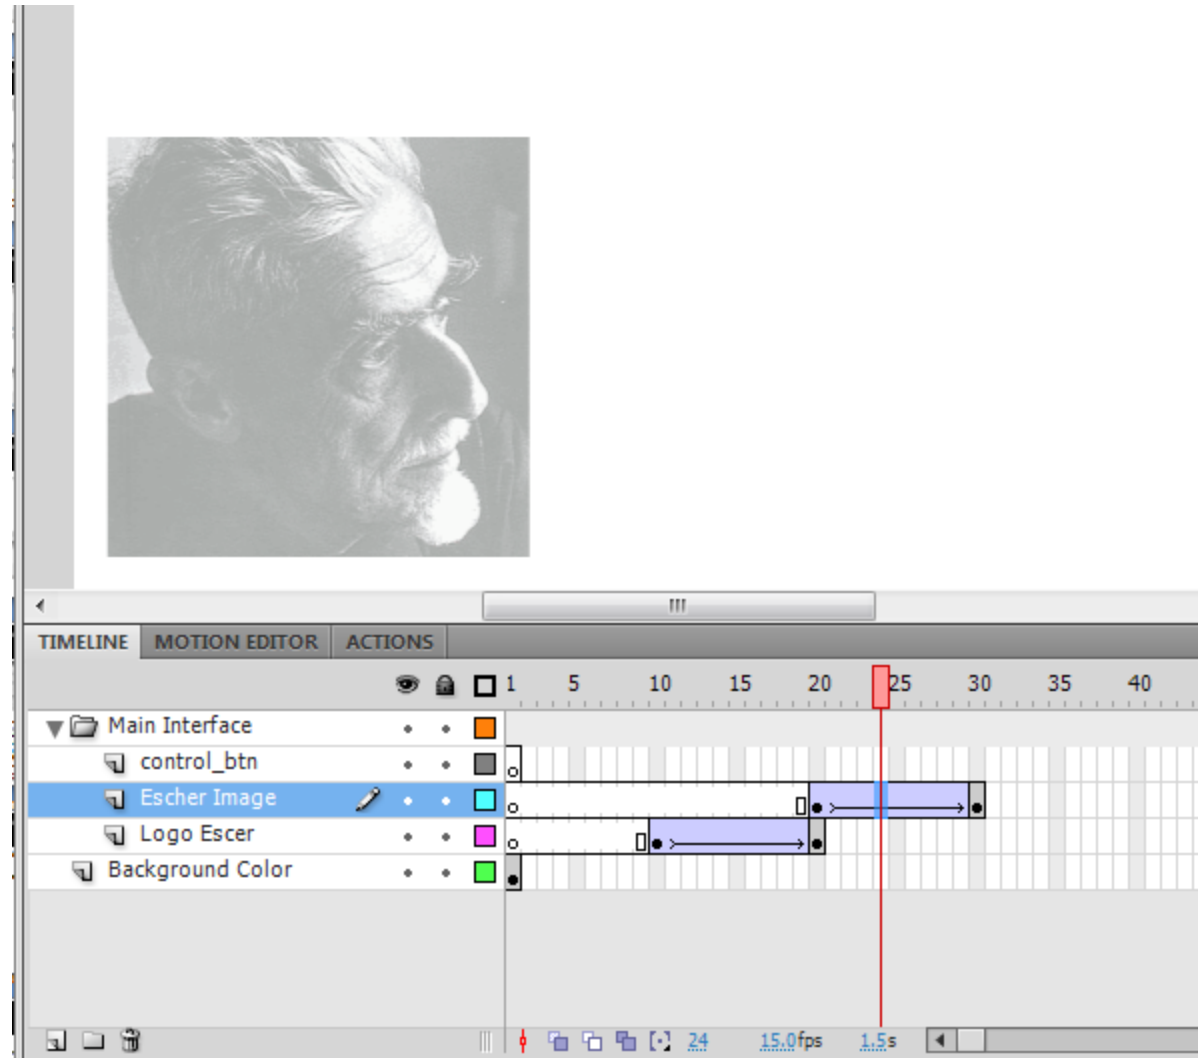 TIMELINE MOTION EDITOR ACTIONS
1 5 10 15 20 25 30 35 40
Main Interface
control_btn
Escher Image
Logo Escer
Background Color
24 15.0fps 1.5s